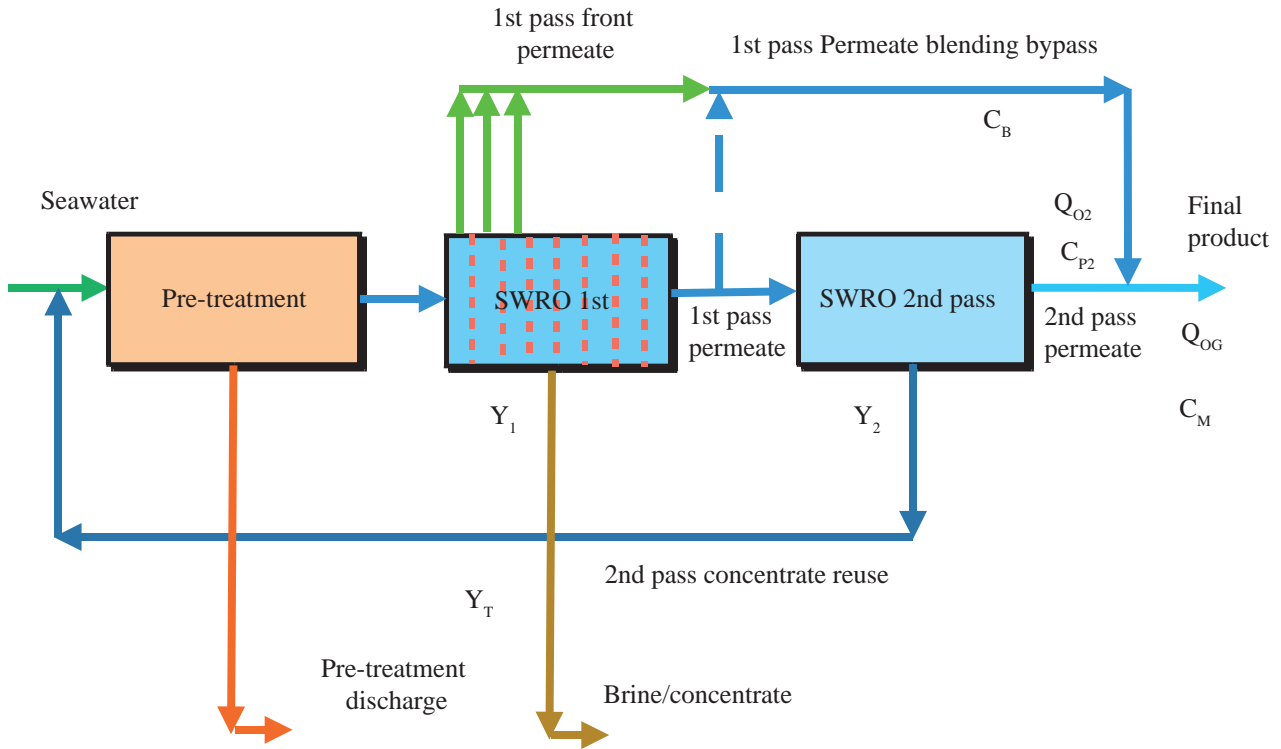 1st pass front
permeate
1st pass Permeate blending bypass
C_B
Seawater
Q_O2
C_P2
Final
product
Pre-treatment
SWRO 1st
1st pass
permeate
SWRO 2nd pass
2nd pass
permeate
Q_OG
C_M
Y_1
Y_2
2nd pass concentrate reuse
Y_T
Pre-treatment
discharge
Brine/concentrate